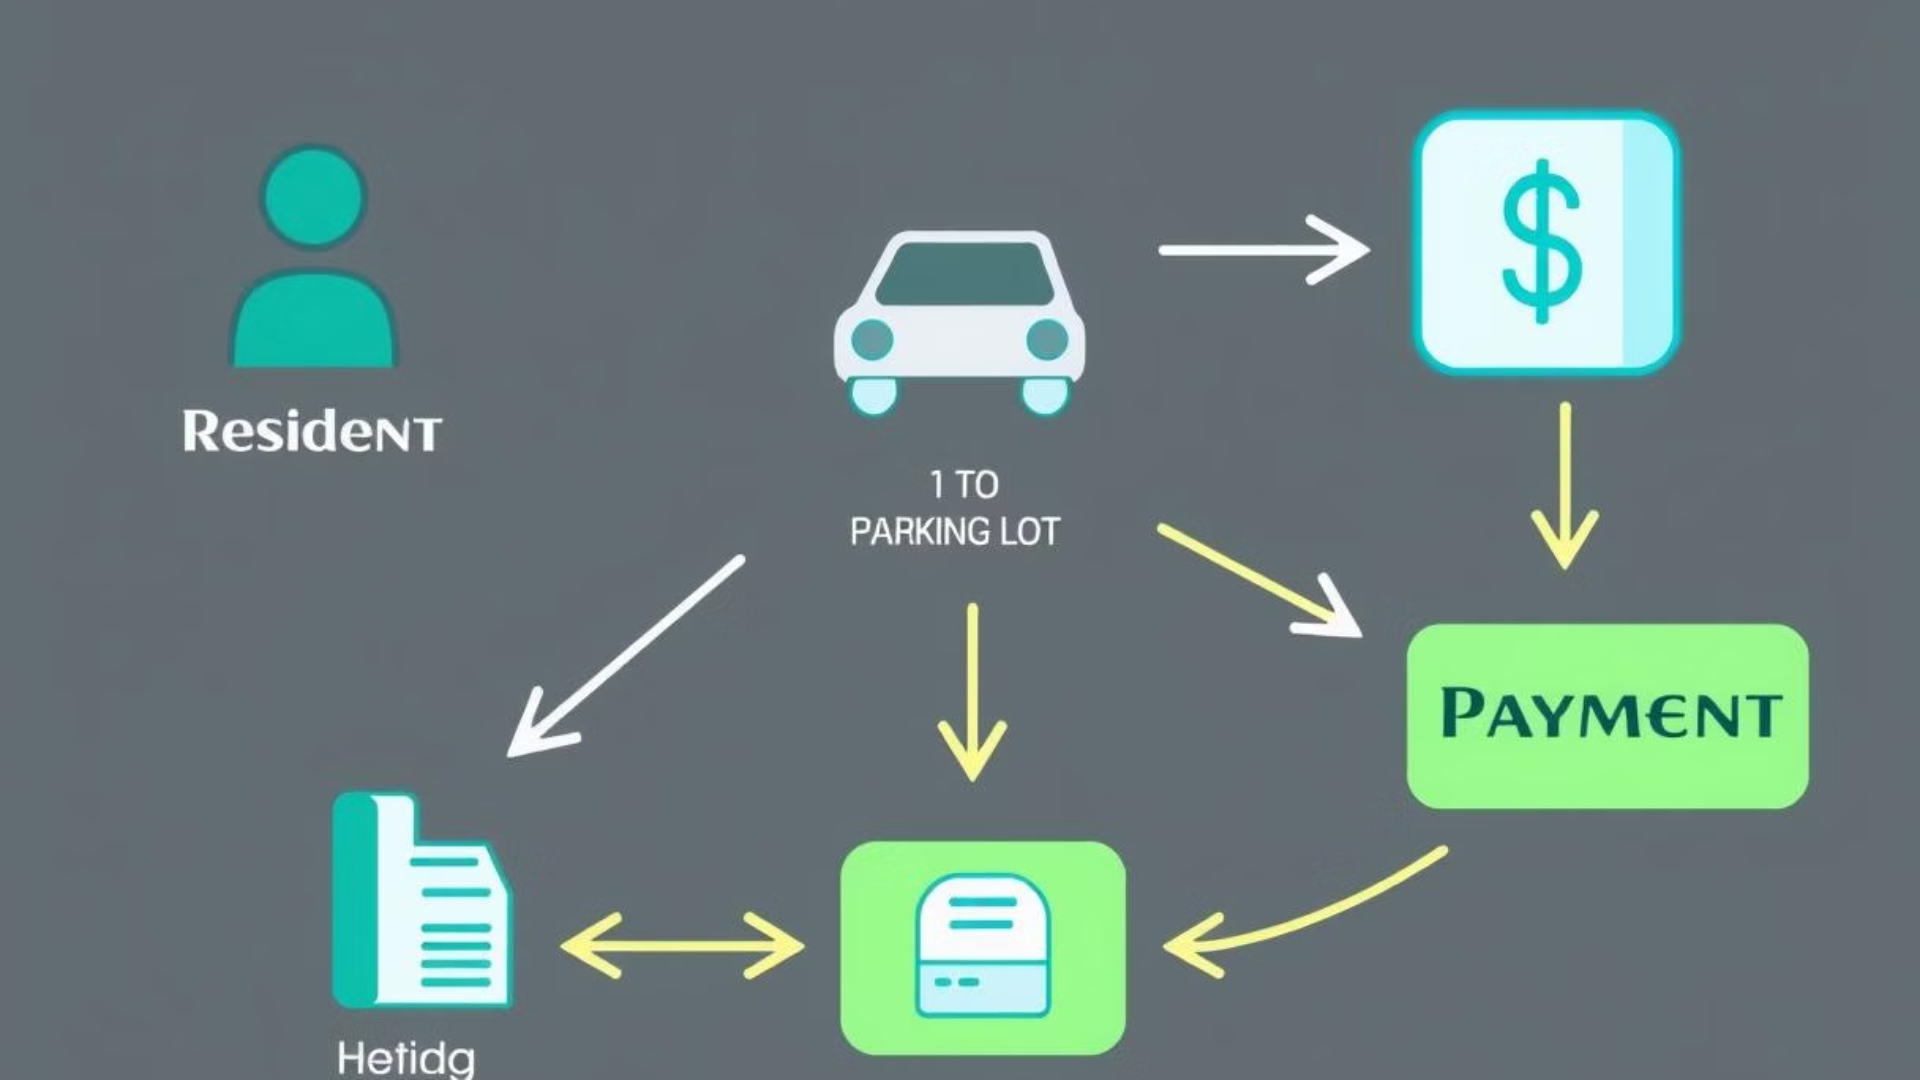 $
ResideNT
1 TO
PARKING LOT
PAYMENT
Hetidg